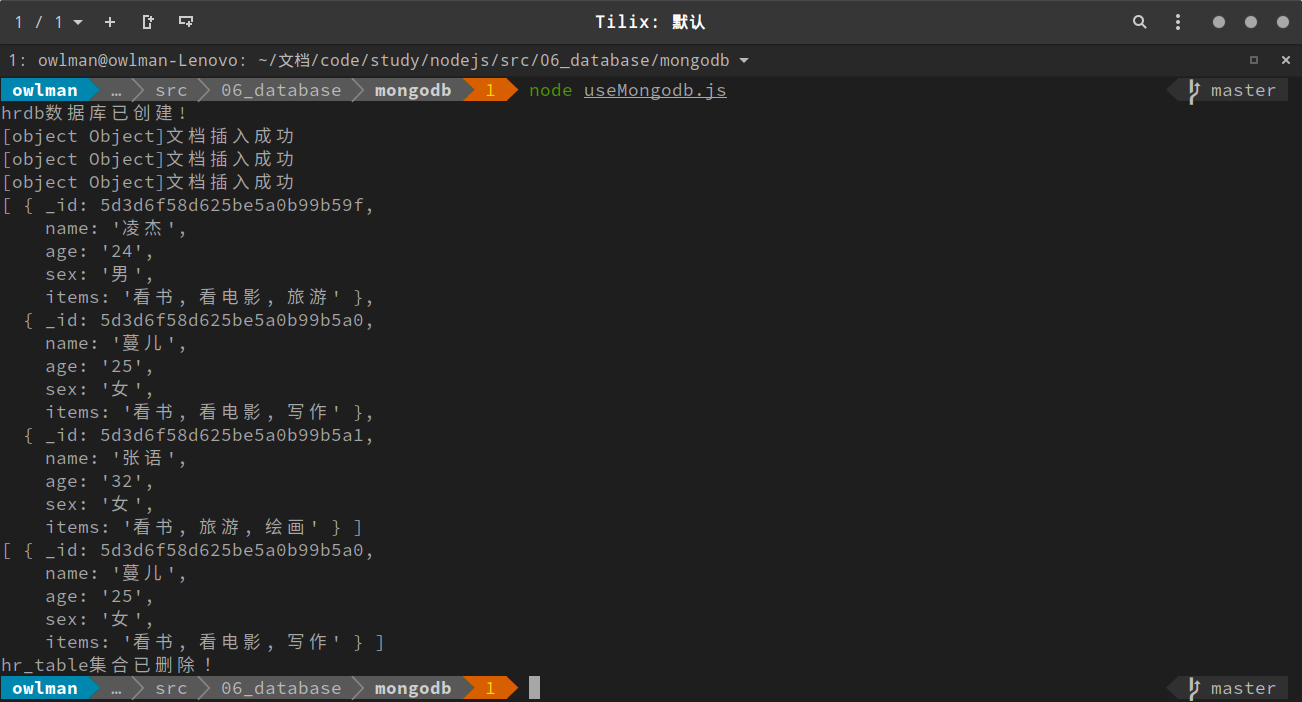 1 / 1 Tilix: 默认
1: owlman@owlman-Lenovo: ~/文档/code/study/nodejs/src/06_database/mongodb
owlman … src 06_database mongodb 1 node useMongodb.js master
hrdb数据库已创建！
[object Object]文档插入成功
[object Object]文档插入成功
[object Object]文档插入成功
[ { _id: 5d3d6f58d625be5a0b99b59f,
name: '凌杰',
age: '24',
sex: '男',
items: '看书，看电影，旅游' },
{ _id: 5d3d6f58d625be5a0b99b5a0,
name: '蔓儿',
age: '25',
sex: '女',
items: '看书，看电影，写作' },
{ _id: 5d3d6f58d625be5a0b99b5a1,
name: '张语',
age: '32',
sex: '女',
items: '看书，旅游，绘画' } ]
[ { _id: 5d3d6f58d625be5a0b99b5a0,
name: '蔓儿',
age: '25',
sex: '女',
items: '看书，看电影，写作' } ]
hr_table集合已删除！
owlman … src 06_database mongodb 1 master